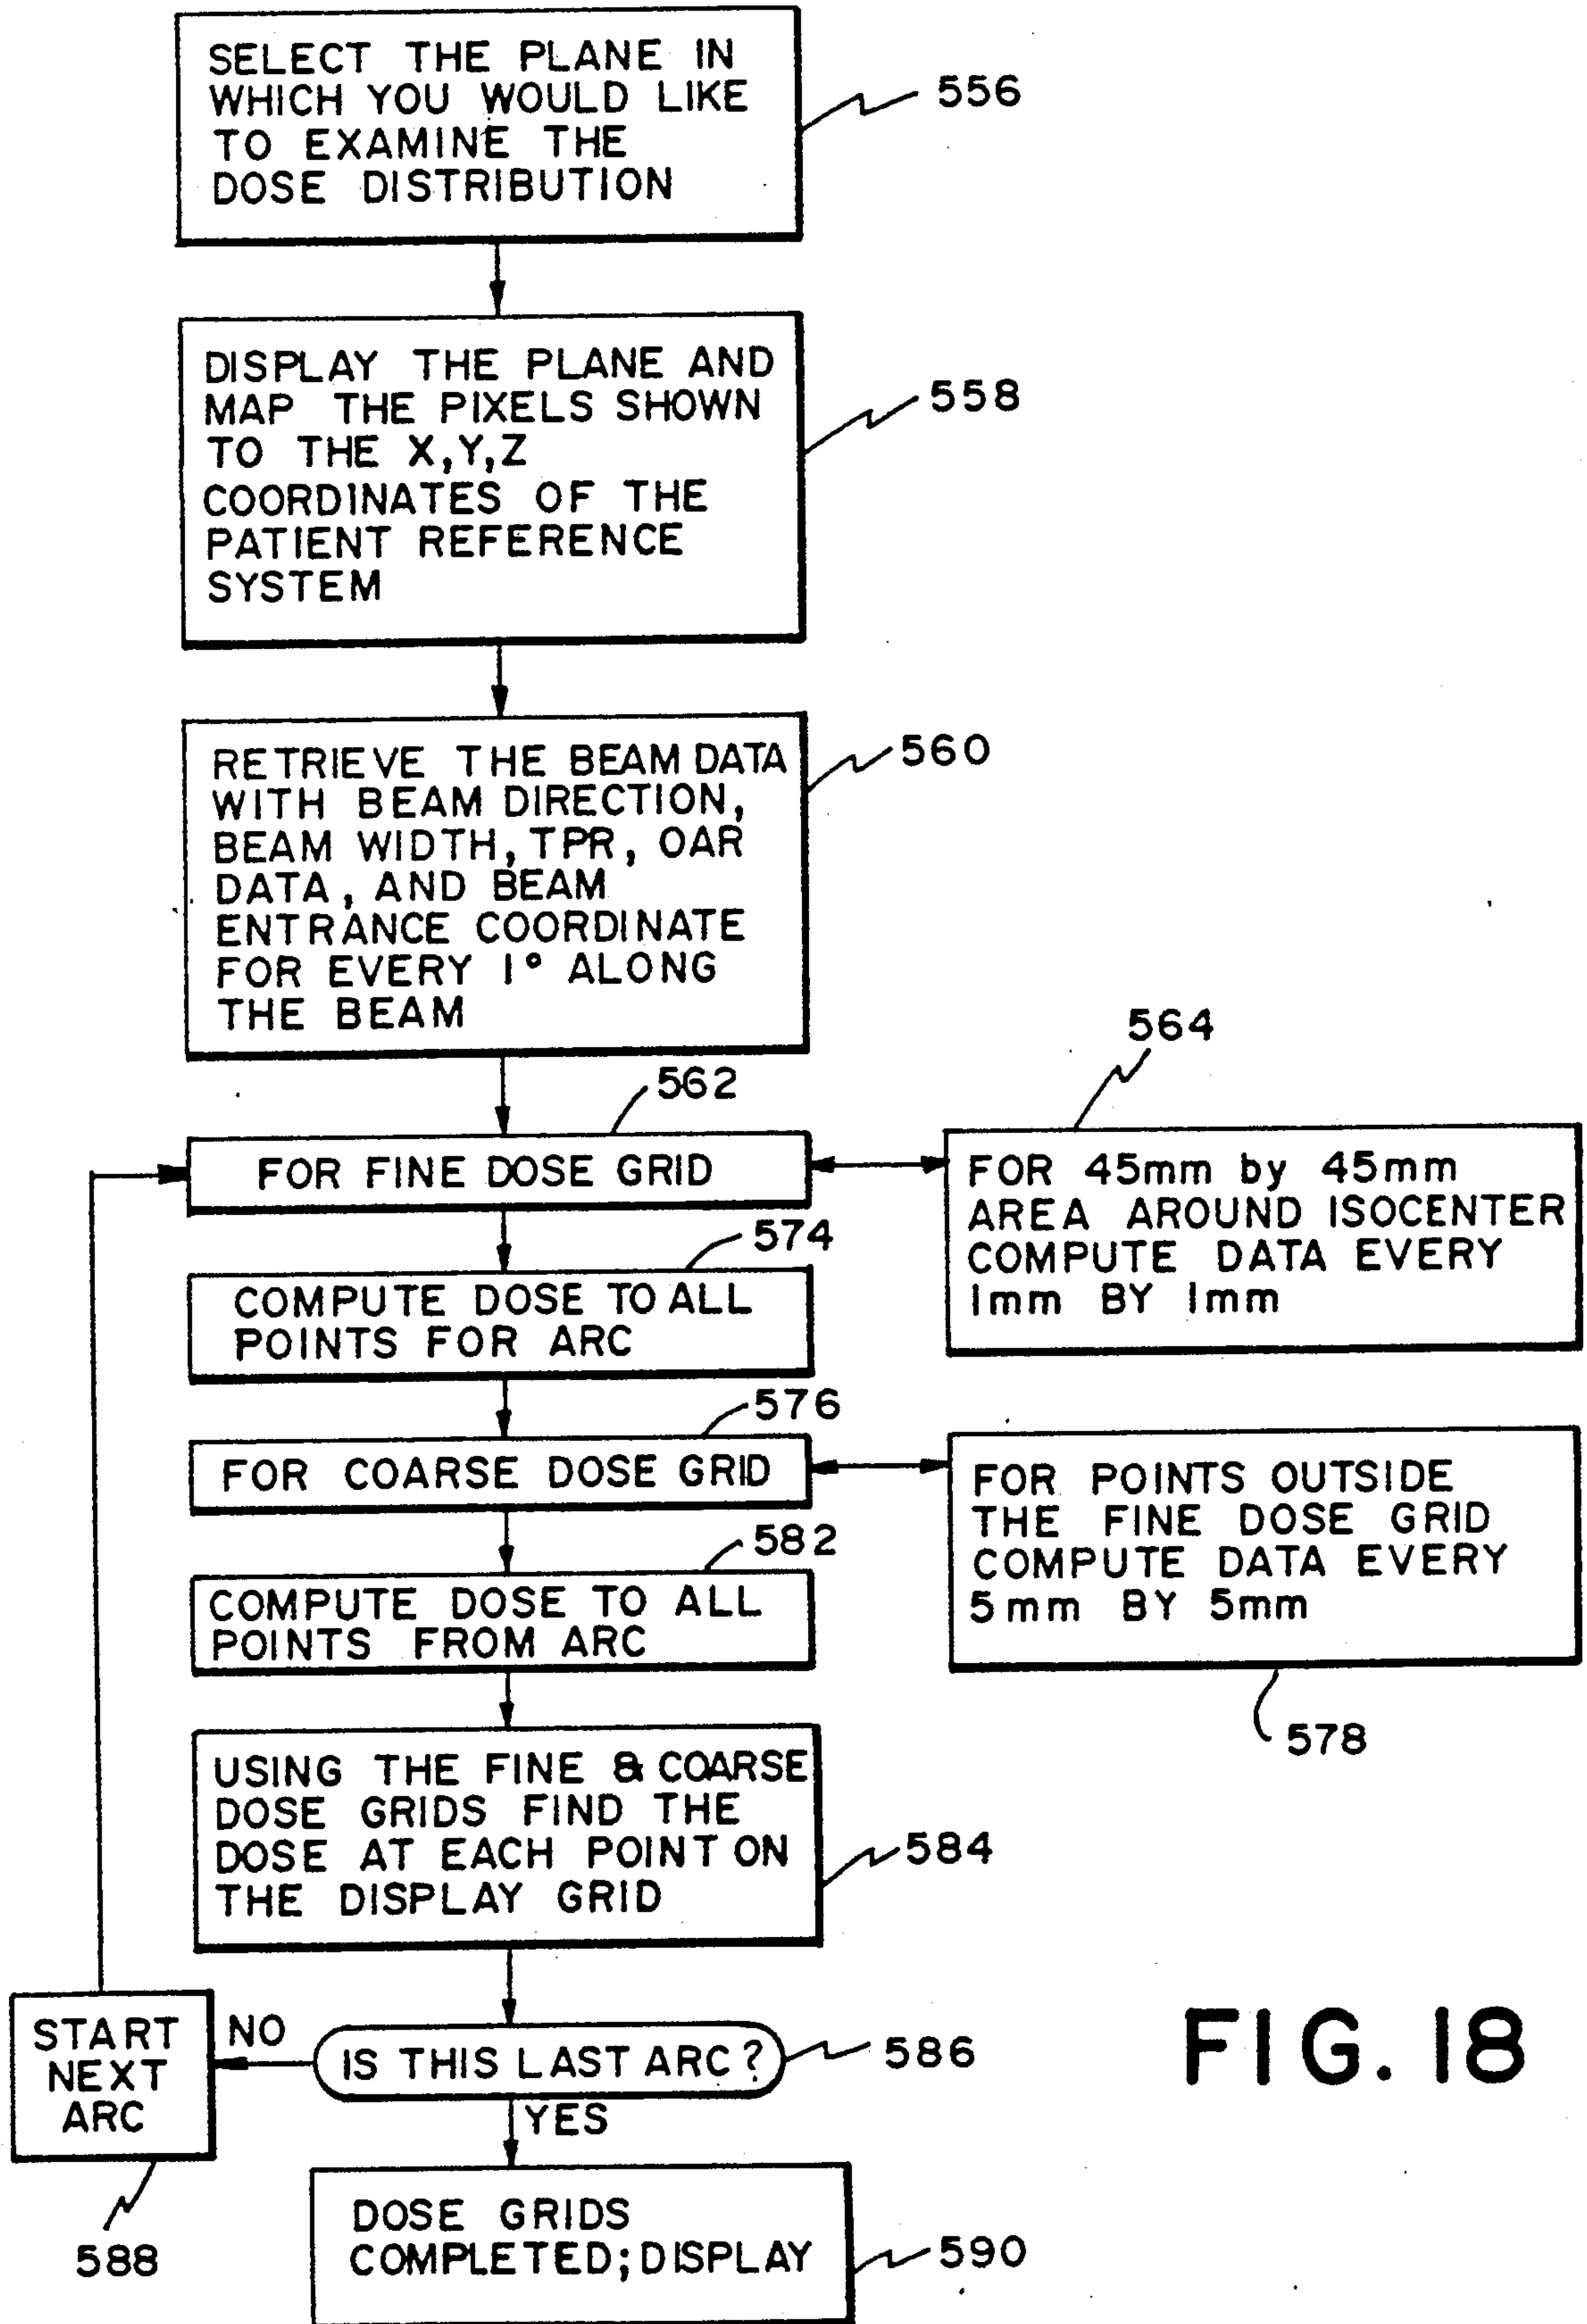 SELECT THE PLANE IN
WHICH YOU WOULD LIKE
TO EXAMINE THE
DOSE DISTRIBUTION
556
DISPLAY THE PLANE AND
MAP THE PIXELS SHOWN
TO THE X,Y,Z
COORDINATES OF THE
PATIENT REFERENCE
SYSTEM
558
RETRIEVE THE BEAM DATA
WITH BEAM DIRECTION,
BEAM WIDTH, TPR, OAR
DATA, AND BEAM
ENTRANCE COORDINATE
FOR EVERY 1° ALONG
THE BEAM
560
562
FOR FINE DOSE GRID
564
FOR 45mm by 45mm
AREA AROUND ISOCENTER
COMPUTE DATA EVERY
1mm BY 1mm
574
COMPUTE DOSE TO ALL
POINTS FOR ARC
576
FOR COARSE DOSE GRID
FOR POINTS OUTSIDE
THE FINE DOSE GRID
COMPUTE DATA EVERY
5mm BY 5mm
578
582
COMPUTE DOSE TO ALL
POINTS FROM ARC
USING THE FINE & COARSE
DOSE GRIDS FIND THE
DOSE AT EACH POINT ON
THE DISPLAY GRID
584
IS THIS LAST ARC?
586
NO
START
NEXT
ARC
588
YES
DOSE GRIDS
COMPLETED; DISPLAY
590
FIG. 18